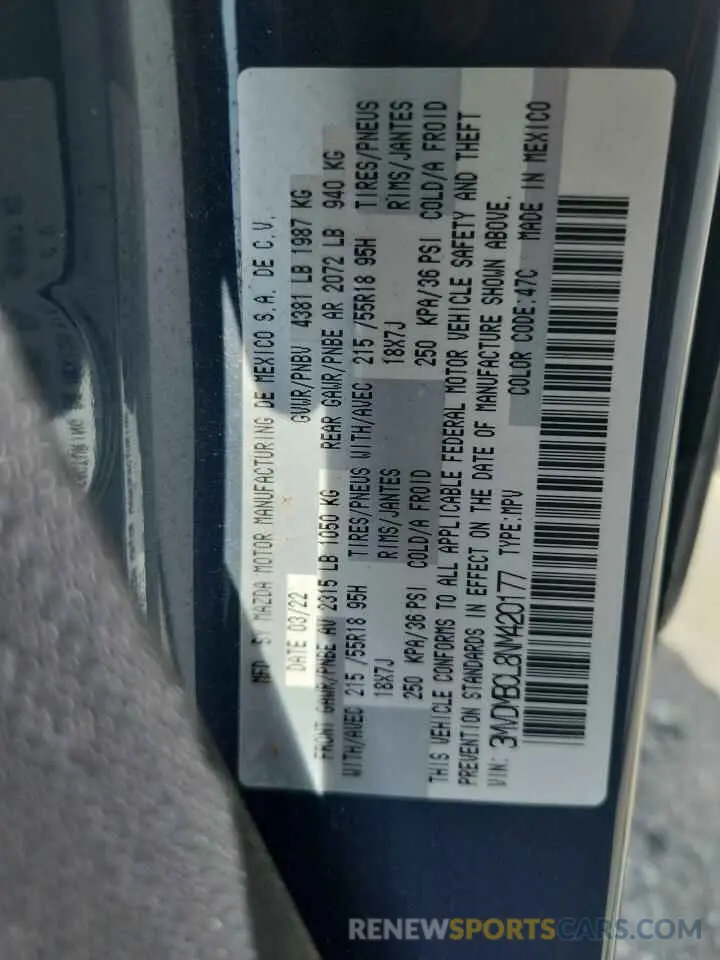 MFD BY MAZDA MOTOR MANUFACTURING DE MEXICO S.A. DE C.V.
DATE 03/22 GVWR/PNBV 4381 LB 1987 KG
FRONT GAWR/PNBE AV 2315 LB 1050 KG REAR GAWR/PNBE AR 2072 LB 940 KG
WITH/AVEC 215 /55R18 95H TIRES/PNEUS WITH/AVEC 215 /55R18 95H TIRES/PNEUS
18X7J RIMS/JANTES 18X7J RIMS/JANTES
250 KPA/36 PSI COLD/A FROID 250 KPA/36 PSI COLD/A FROID
THIS VEHICLE CONFORMS TO ALL APPLICABLE FEDERAL MOTOR VEHICLE SAFETY AND THEFT
PREVENTION STANDARDS IN EFFECT ON THE DATE OF MANUFACTURE SHOWN ABOVE.
VIN: 3MVDMBCL8NM420177 TYPE:MPV COLOR CODE:47C MADE IN MEXICO
RENEWSPORTSCARS.COM